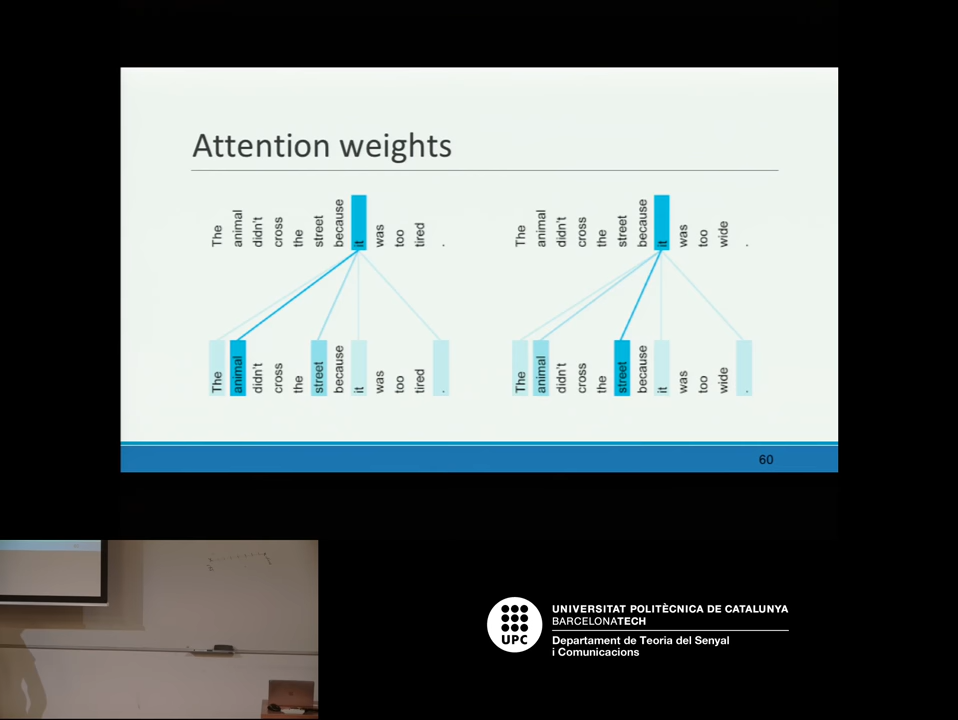 Attention weights
The animal didn't cross the street because it was too tired .
The animal didn't cross the street because it was too wide .
The animal didn't cross the street because it was too tired .
The animal didn't cross the street because it was too wide .
60
UPC
UNIVERSITAT POLITÈCNICA DE CATALUNYA
BARCELONATECH
Departament de Teoria del Senyal
i Comunicacions